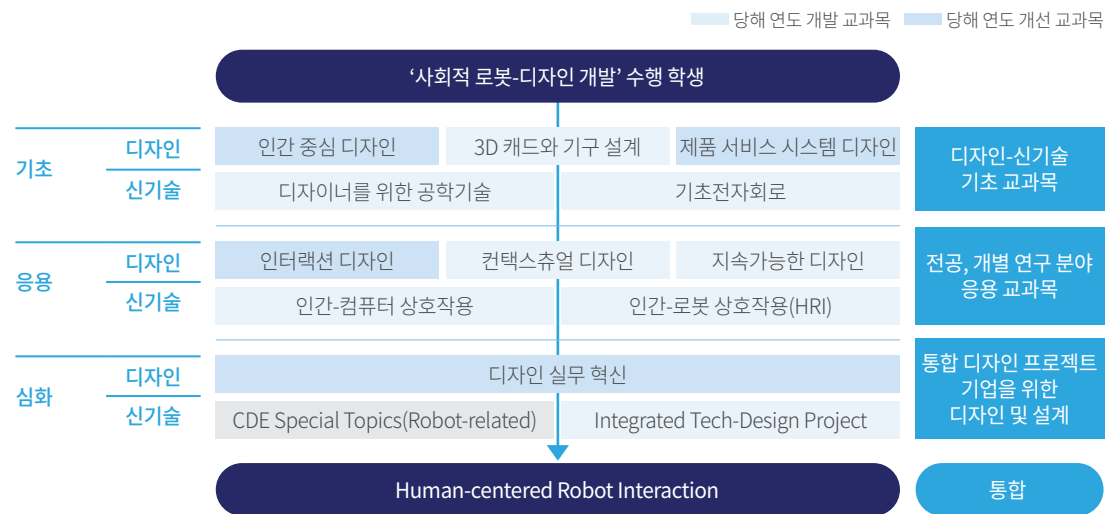 당해 연도 개발 교과목 당해 연도 개선 교과목
‘사회적 로봇-디자인 개발’ 수행 학생
기초
디자인
인간 중심 디자인
3D 캐드와 기구 설계
제품 서비스 시스템 디자인
신기술
디자이너를 위한 공학기술
기초전자회로
디자인-신기술
기초 교과목
응용
디자인
인터랙션 디자인
컨택스츄얼 디자인
지속가능한 디자인
신기술
인간-컴퓨터 상호작용
인간-로봇 상호작용(HRI)
전공, 개별 연구 분야
응용 교과목
심화
디자인
디자인 실무 혁신
신기술
CDE Special Topics(Robot-related)
Integrated Tech-Design Project
통합 디자인 프로젝트
기업을 위한
디자인 및 설계
Human-centered Robot Interaction
통합